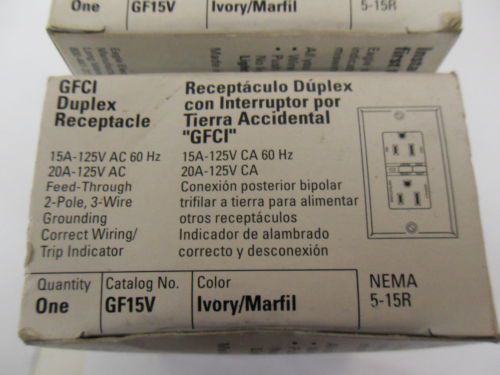 One GF15V Ivory/Marfil 5-15R
GFCI
Duplex
Receptacle
15A-125V AC 60 Hz
20A-125V AC
Feed-Through
2-Pole, 3-Wire
Grounding
Correct Wiring/
Trip Indicator
Receptáculo Dúplex
con Interruptor por
Tierra Accidental
"GFCI"
15A-125V CA 60 Hz
20A-125V CA
Conexión posterior bipolar
trifilar a tierra para alimentar
otros receptáculos
Indicador de alambrado
correcto y desconexión
Quantity Catalog No. Color NEMA
One GF15V Ivory/Marfil 5-15R